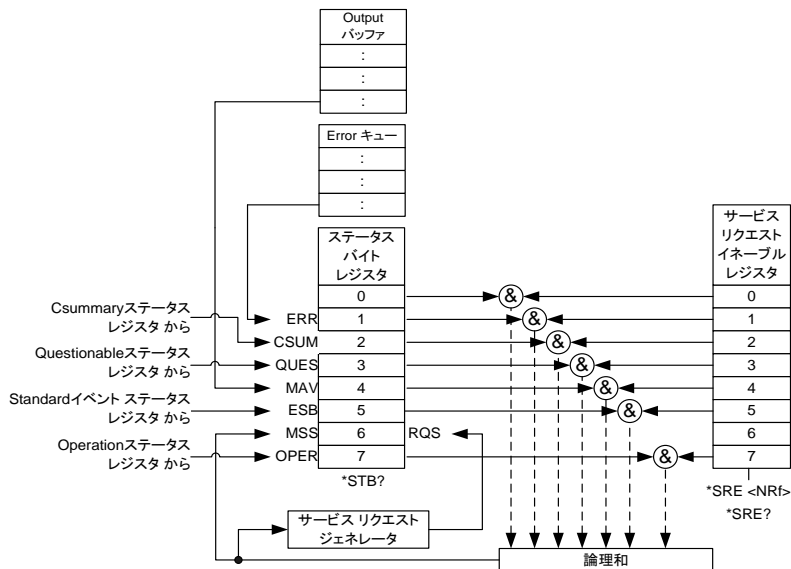 Output
バッファ
:
:
:
Error キュー
:
:
:
ステータス
バイト
レジスタ
0
1
2
3
4
5
6
7
ERR
CSUM
QUES
MAV
ESB
MSS
OPER
RQS
*STB?
Csummaryステータス
レジスタ から
Questionableステータス
レジスタ から
Standardイベント ステータス
レジスタ から
Operationステータス
レジスタ から
&
&
&
&
&
&
&
サービス
リクエスト
イネーブル
レジスタ
0
1
2
3
4
5
6
7
*SRE <NRf>
*SRE?
サービス リクエスト
ジェネレータ
論理和